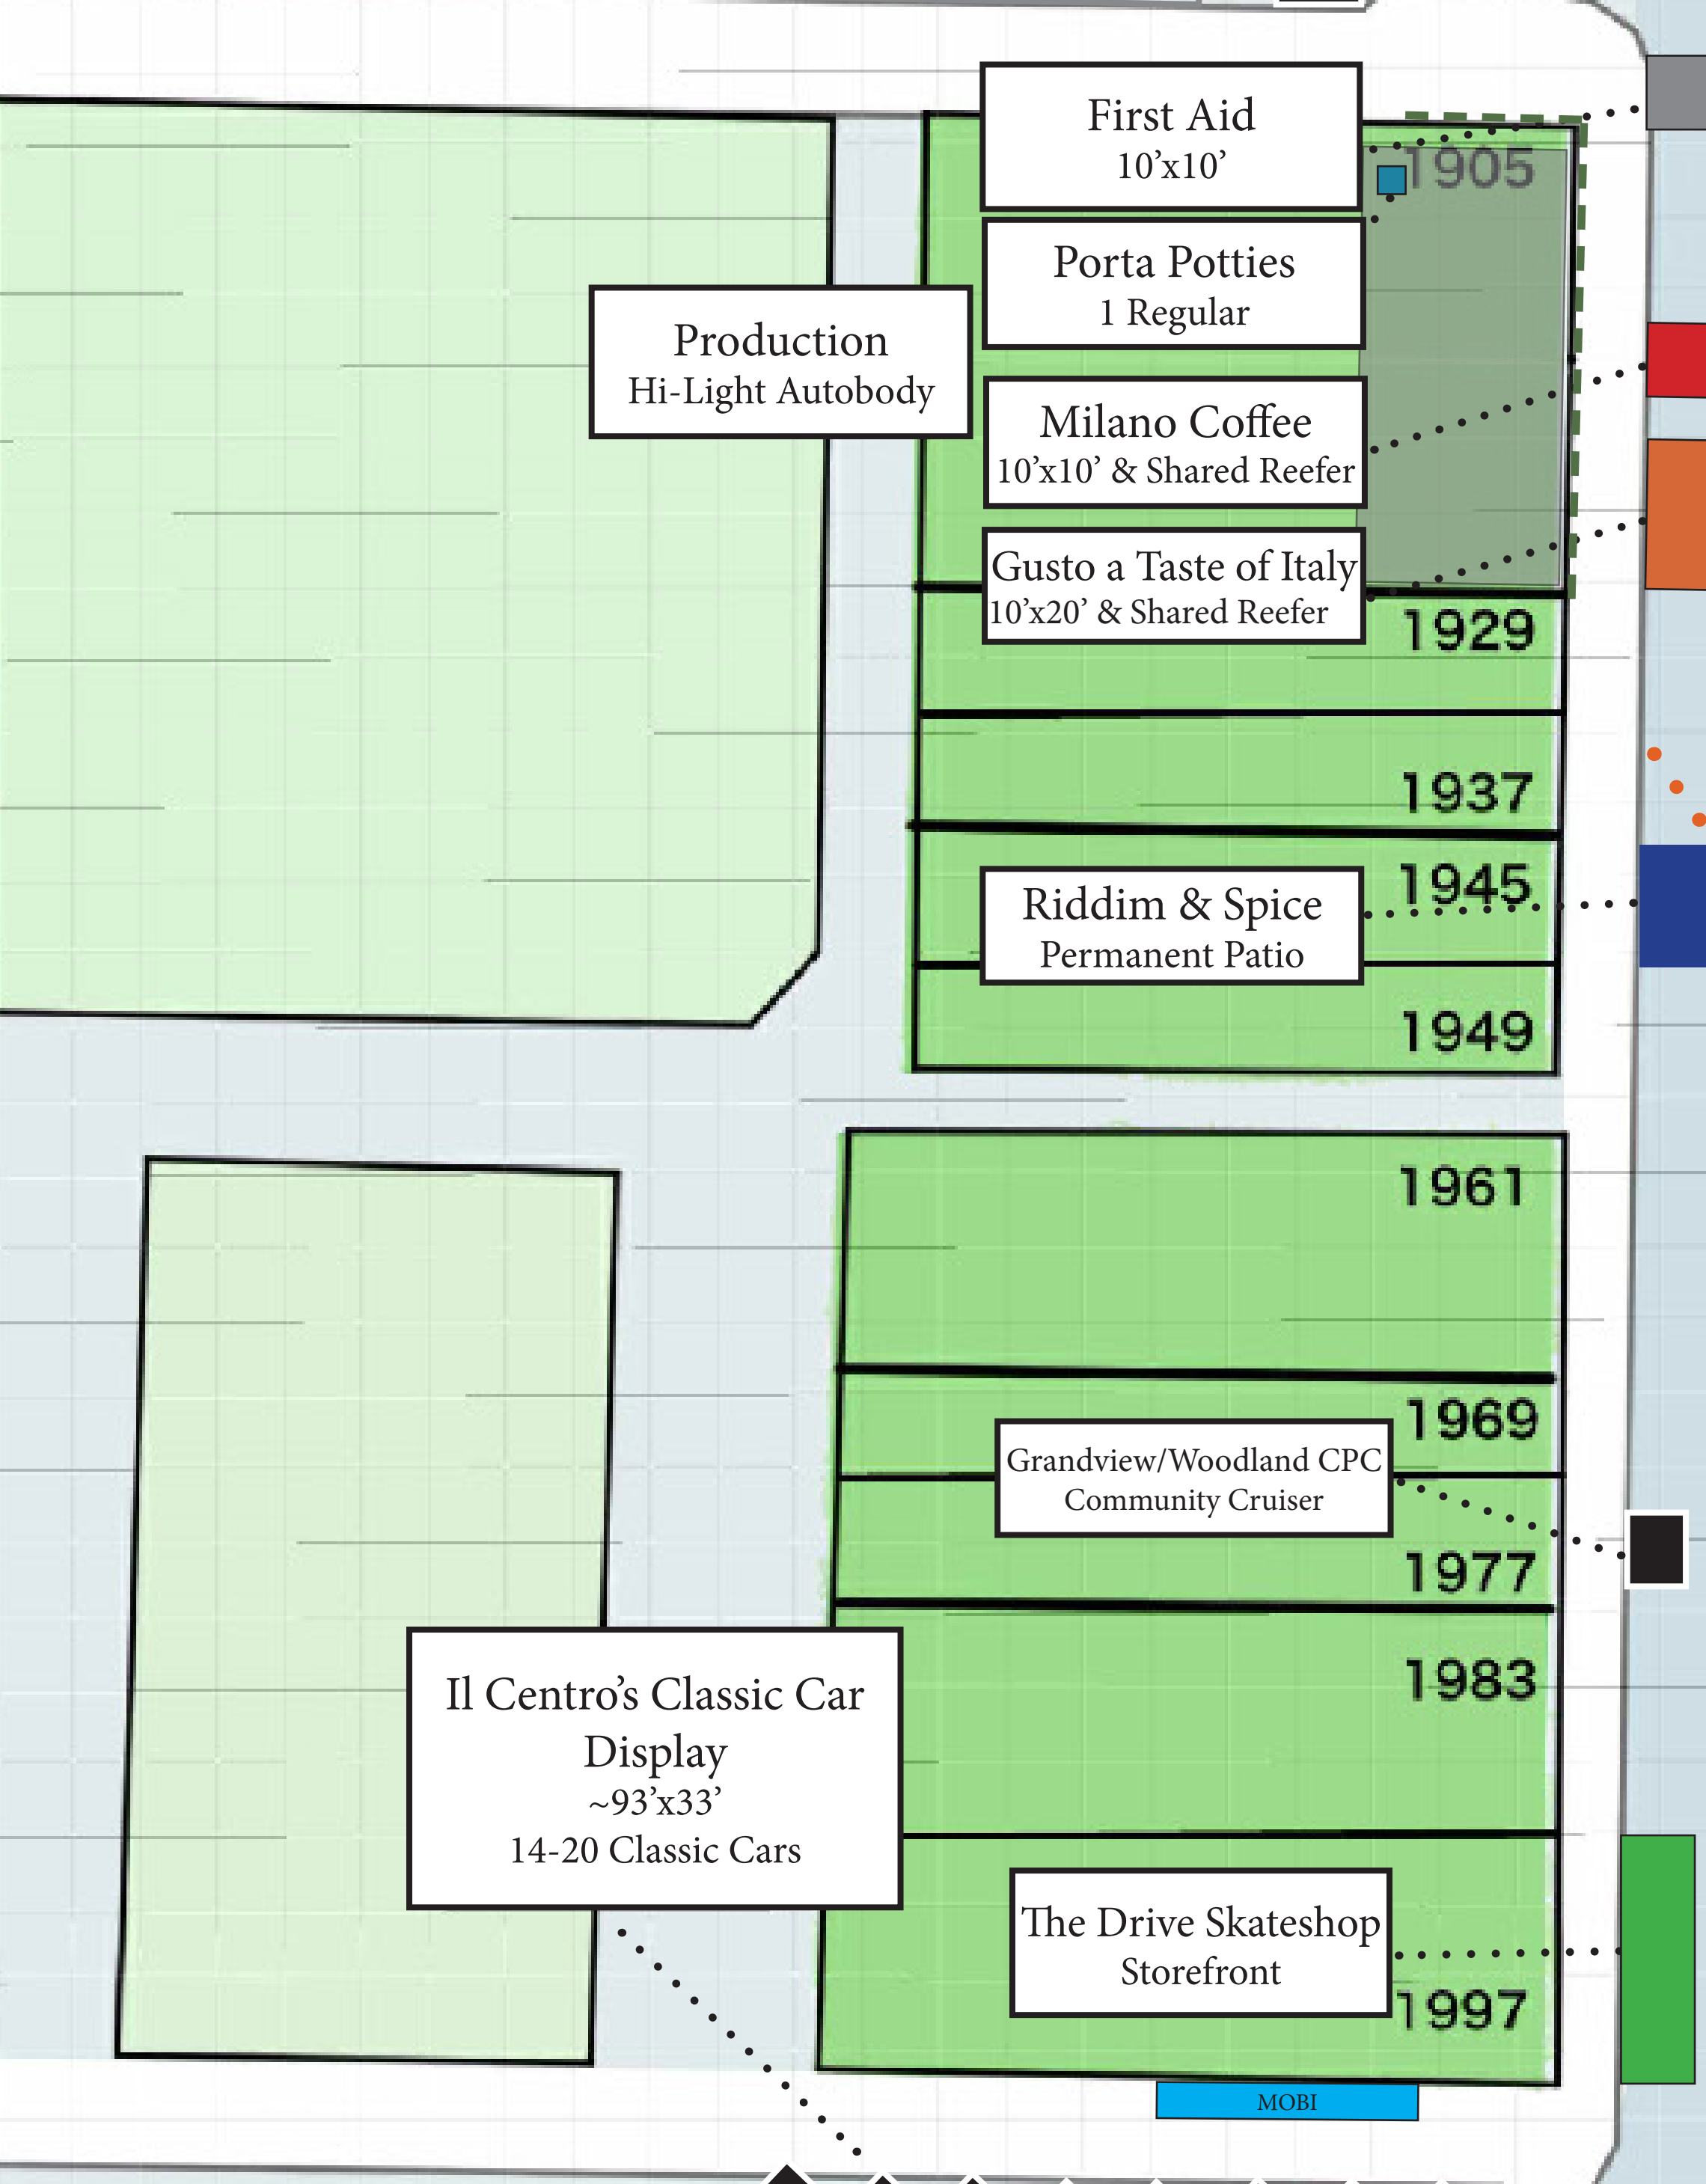 First Aid
10’x10’
1905
Porta Potties
1 Regular
Production
Hi-Light Autobody
Milano Coffee
10’x10’ & Shared Reefer
Gusto a Taste of Italy
10’x20’ & Shared Reefer
1929
1937
1945
Riddim & Spice
Permanent Patio
1949
1961
1969
Grandview/Woodland CPC
Community Cruiser
1977
1983
Il Centro’s Classic Car
Display
~93’x33’
14-20 Classic Cars
The Drive Skateshop
Storefront
1997
MOBI